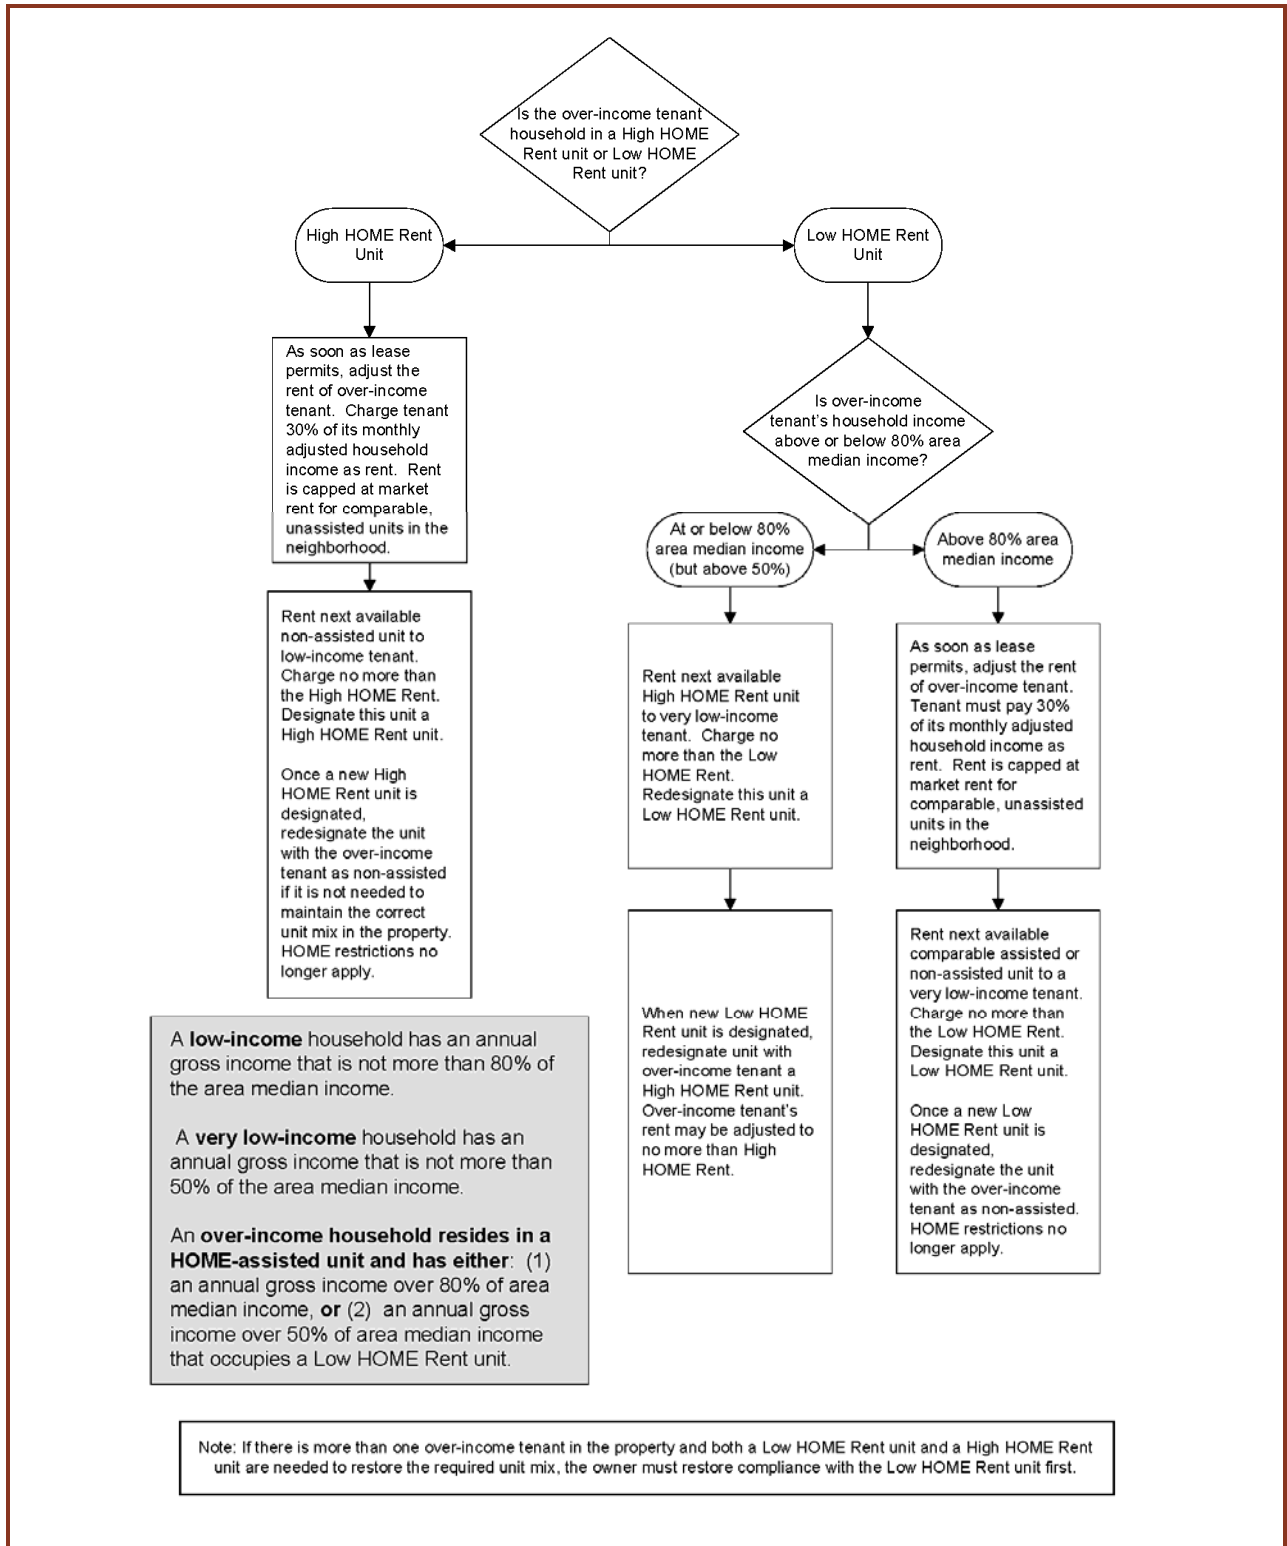 Is the over-income tenant
household in a High HOME
Rent unit or Low HOME
Rent unit?
High HOME Rent
Unit
Low HOME Rent
Unit
As soon as lease
permits, adjust the
rent of over-income
tenant. Charge tenant
30% of its monthly
adjusted household
income as rent. Rent
is capped at market
rent for comparable,
unassisted units in the
neighborhood.
Rent next available
non-assisted unit to
low-income tenant.
Charge no more than
the High HOME Rent.
Designate this unit a
High HOME Rent unit.
Once a new High
HOME Rent unit is
designated,
redesignate the unit
with the over-income
tenant as non-assisted
if it is not needed to
maintain the correct
unit mix in the property.
HOME restrictions no
longer apply.
Is over-income
tenant's household income
above or below 80% area
median income?
At or below 80%
area median income
(but above 50%)
Above 80% area
median income
Rent next available
High HOME Rent unit
to very low-income
tenant. Charge no
more than the Low
HOME Rent.
Redesignate this unit a
Low HOME Rent unit.
When new Low HOME
Rent unit is designated,
redesignate unit with
over-income tenant a
High HOME Rent unit.
Over-income tenant's
rent may be adjusted to
no more than High
HOME Rent.
As soon as lease
permits, adjust the rent
of over-income tenant.
Tenant must pay 30%
of its monthly adjusted
household income as
rent. Rent is capped at
market rent for
comparable, unassisted
units in the
neighborhood.
Rent next available
comparable assisted or
non-assisted unit to a
very low-income tenant.
Charge no more than
the Low HOME Rent.
Designate this unit a
Low HOME Rent unit.
Once a new Low
HOME Rent unit is
designated,
redesignate the unit
with the over-income
tenant as non-assisted.
HOME restrictions no
longer apply.
A low-income household has an annual
gross income that is not more than 80% of
the area median income.
A very low-income household has an
annual gross income that is not more than
50% of the area median income.
An over-income household resides in a
HOME-assisted unit and has either: (1)
an annual gross income over 80% of area
median income, or (2) an annual gross
income over 50% of area median income
that occupies a Low HOME Rent unit.
Note: If there is more than one over-income tenant in the property and both a Low HOME Rent unit and a High HOME Rent
unit are needed to restore the required unit mix, the owner must restore compliance with the Low HOME Rent unit first.